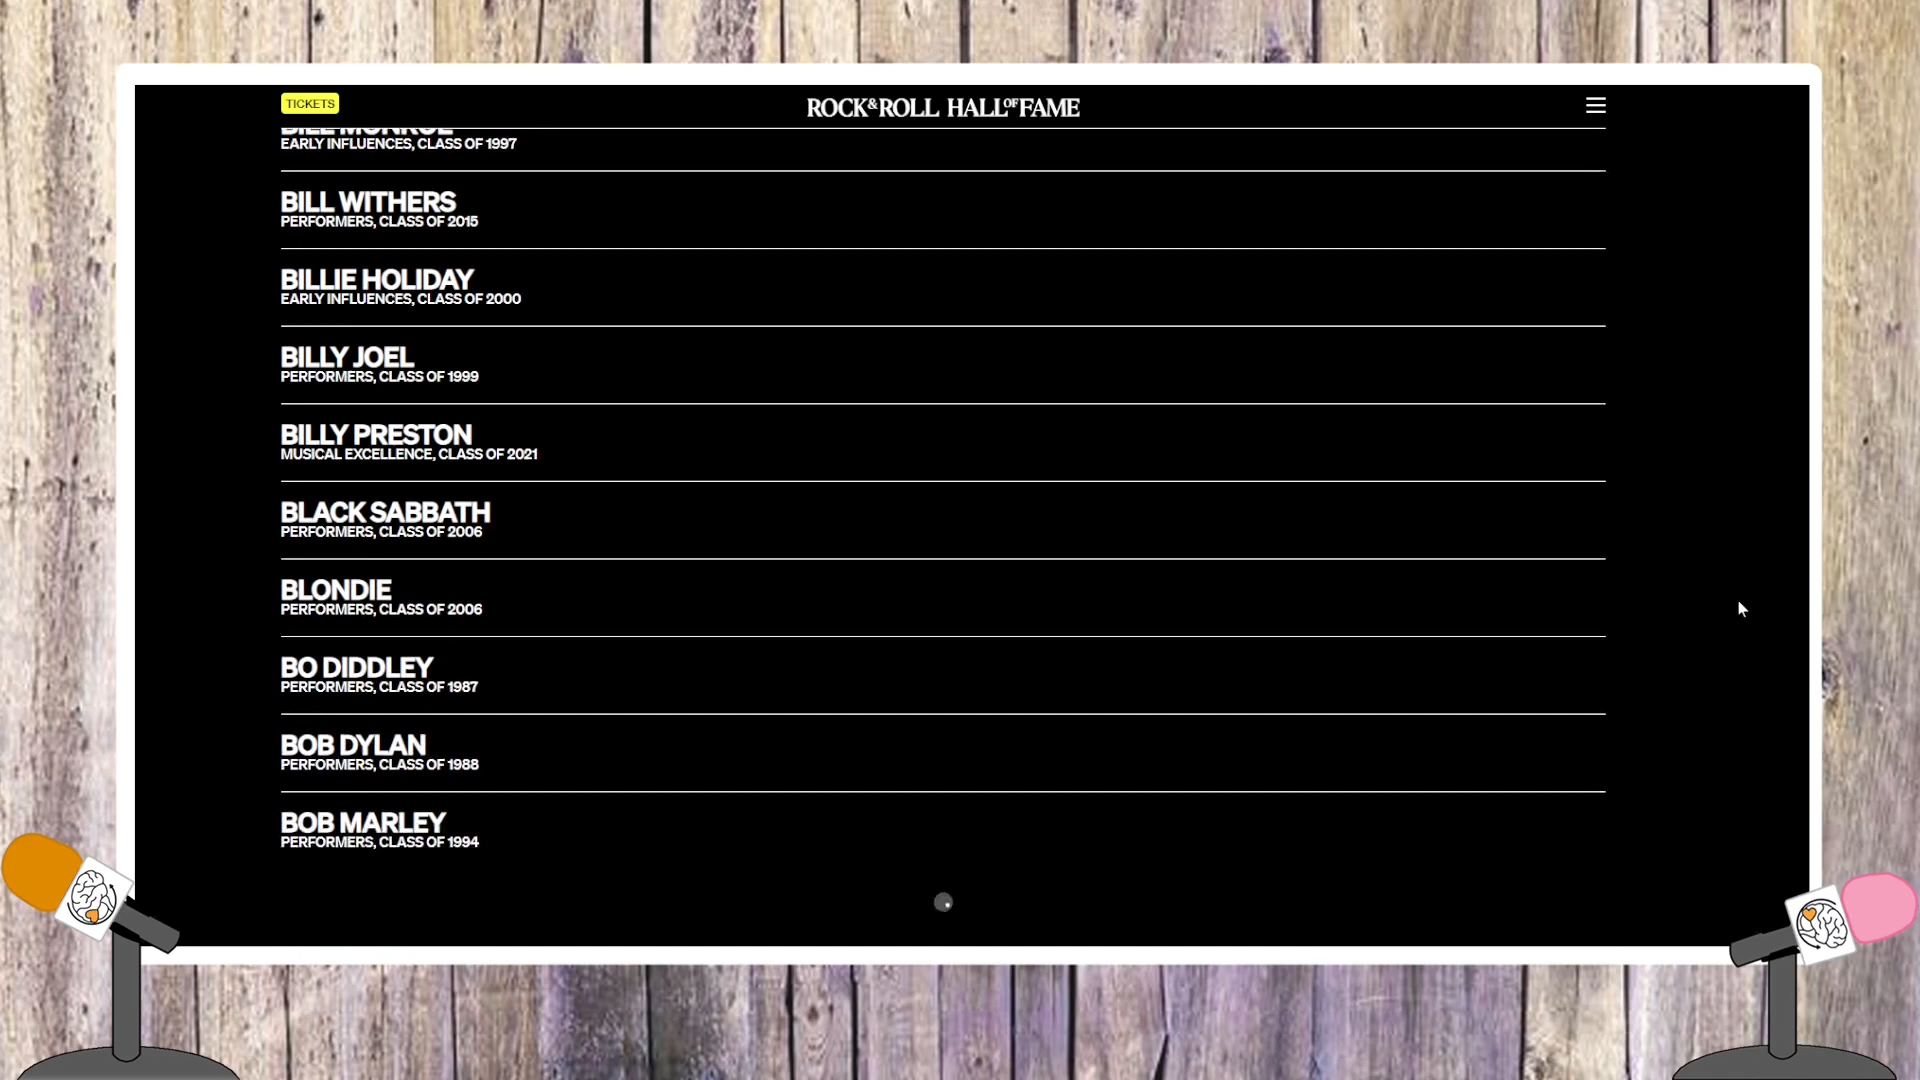 TICKETS
ROCK&ROLL HALL OF FAME
BILL MONROE
EARLY INFLUENCES, CLASS OF 1997
BILL WITHERS
PERFORMERS, CLASS OF 2015
BILLIE HOLIDAY
EARLY INFLUENCES, CLASS OF 2000
BILLY JOEL
PERFORMERS, CLASS OF 1999
BILLY PRESTON
MUSICAL EXCELLENCE, CLASS OF 2021
BLACK SABBATH
PERFORMERS, CLASS OF 2006
BLONDIE
PERFORMERS, CLASS OF 2006
BO DIDDLEY
PERFORMERS, CLASS OF 1987
BOB DYLAN
PERFORMERS, CLASS OF 1988
BOB MARLEY
PERFORMERS, CLASS OF 1994